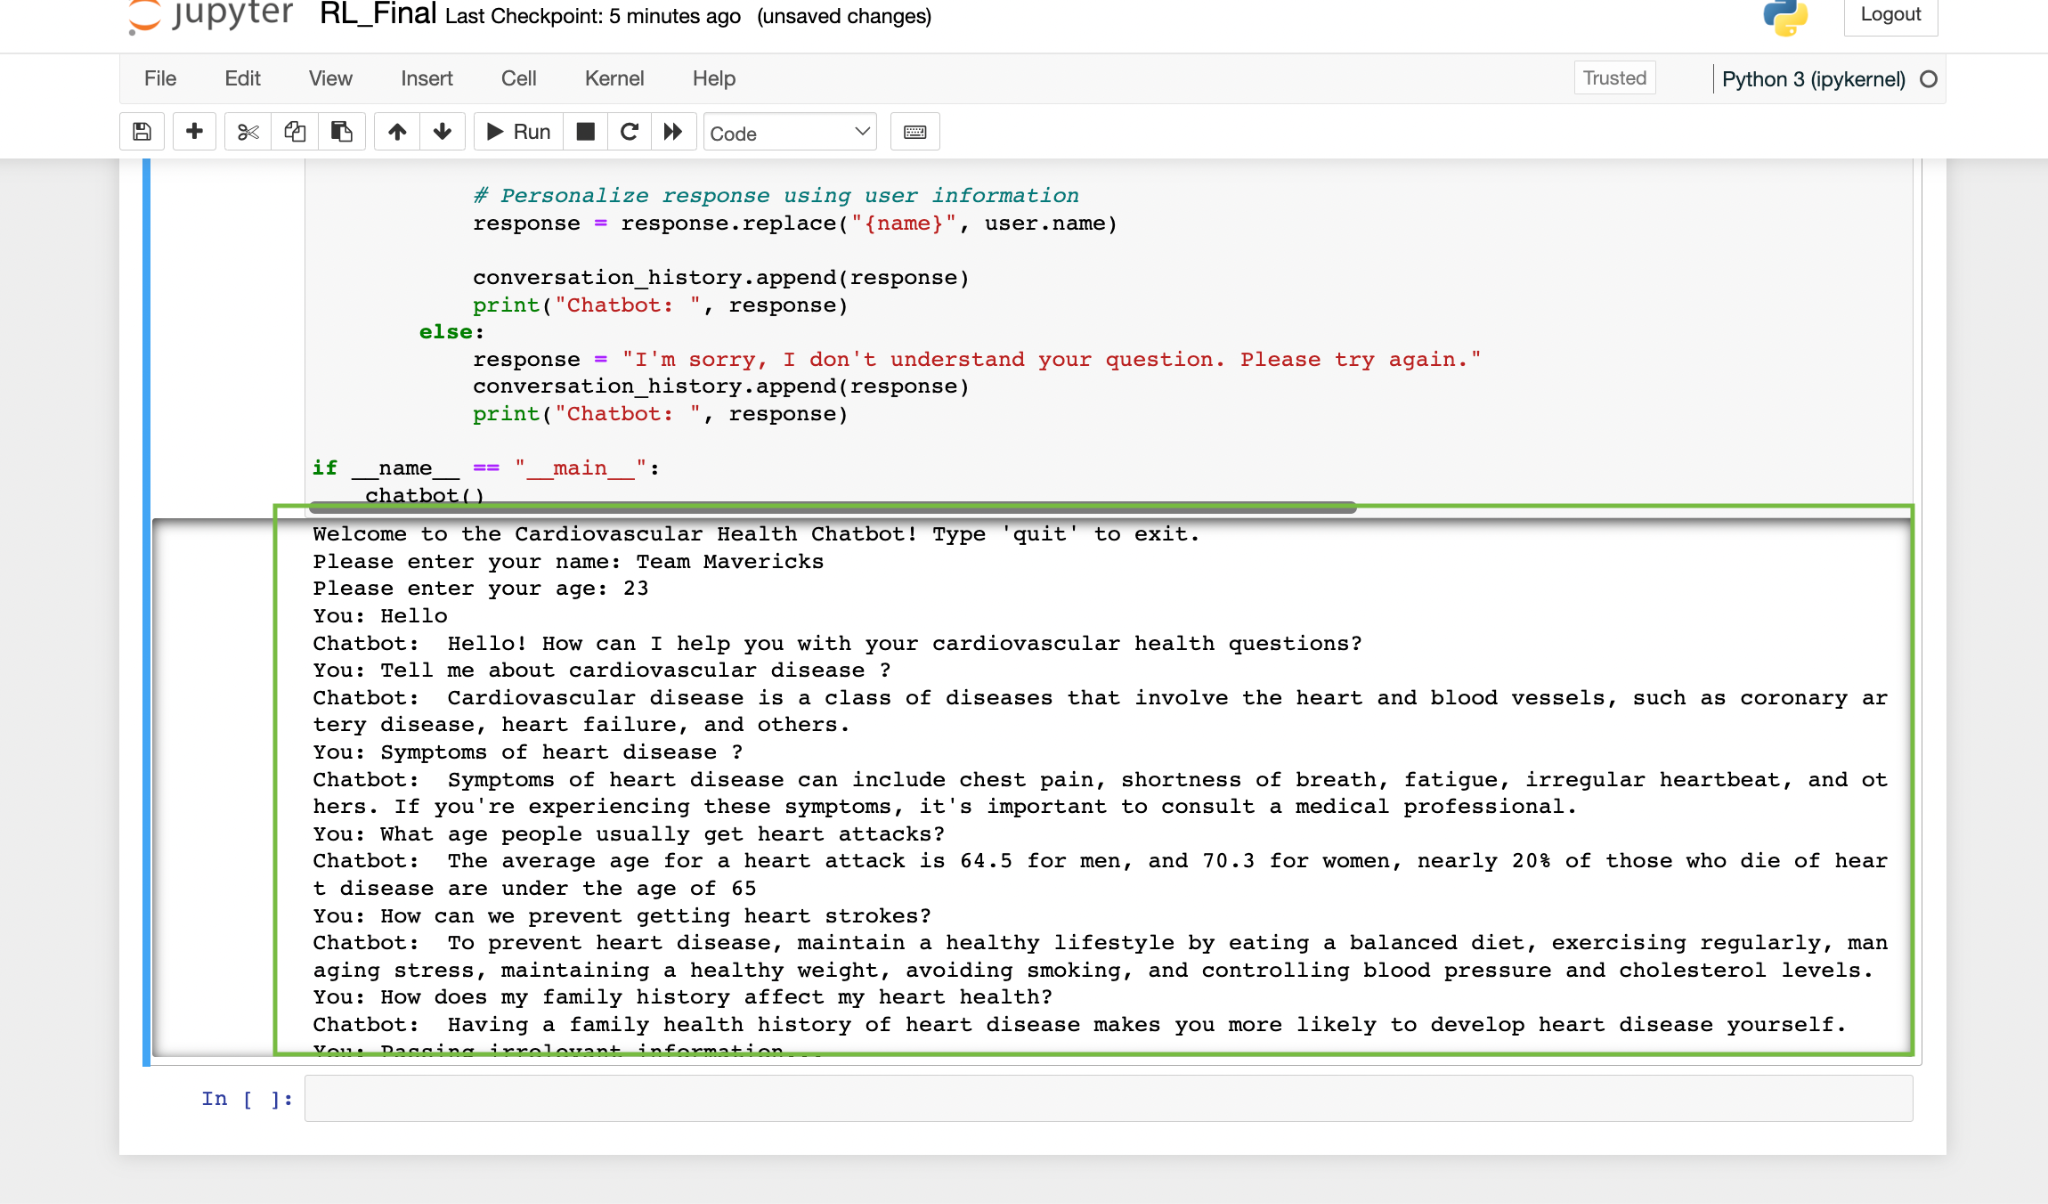 jupyter RL_Final Last Checkpoint: 5 minutes ago (unsaved changes)
Logout
File Edit View Insert Cell Kernel Help
Trusted
Python 3 (ipykernel)
Run
Code
# Personalize response using user information
response = response.replace("{name}", user.name)
conversation_history.append(response)
print("Chatbot: ", response)
else:
response = "I'm sorry, I don't understand your question. Please try again."
conversation_history.append(response)
print("Chatbot: ", response)
if __name__ == "__main__":
chatbot()
Welcome to the Cardiovascular Health Chatbot! Type 'quit' to exit.
Please enter your name: Team Mavericks
Please enter your age: 23
You: Hello
Chatbot:  Hello! How can I help you with your cardiovascular health questions?
You: Tell me about cardiovascular disease ?
Chatbot:  Cardiovascular disease is a class of diseases that involve the heart and blood vessels, such as coronary ar
tery disease, heart failure, and others.
You: Symptoms of heart disease ?
Chatbot:  Symptoms of heart disease can include chest pain, shortness of breath, fatigue, irregular heartbeat, and ot
hers. If you're experiencing these symptoms, it's important to consult a medical professional.
You: What age people usually get heart attacks?
Chatbot:  The average age for a heart attack is 64.5 for men, and 70.3 for women, nearly 20% of those who die of hear
t disease are under the age of 65
You: How can we prevent getting heart strokes?
Chatbot:  To prevent heart disease, maintain a healthy lifestyle by eating a balanced diet, exercising regularly, man
aging stress, maintaining a healthy weight, avoiding smoking, and controlling blood pressure and cholesterol levels.
You: How does my family history affect my heart health?
Chatbot:  Having a family health history of heart disease makes you more likely to develop heart disease yourself.
You: Passing irrelevant information...
In [ ]: